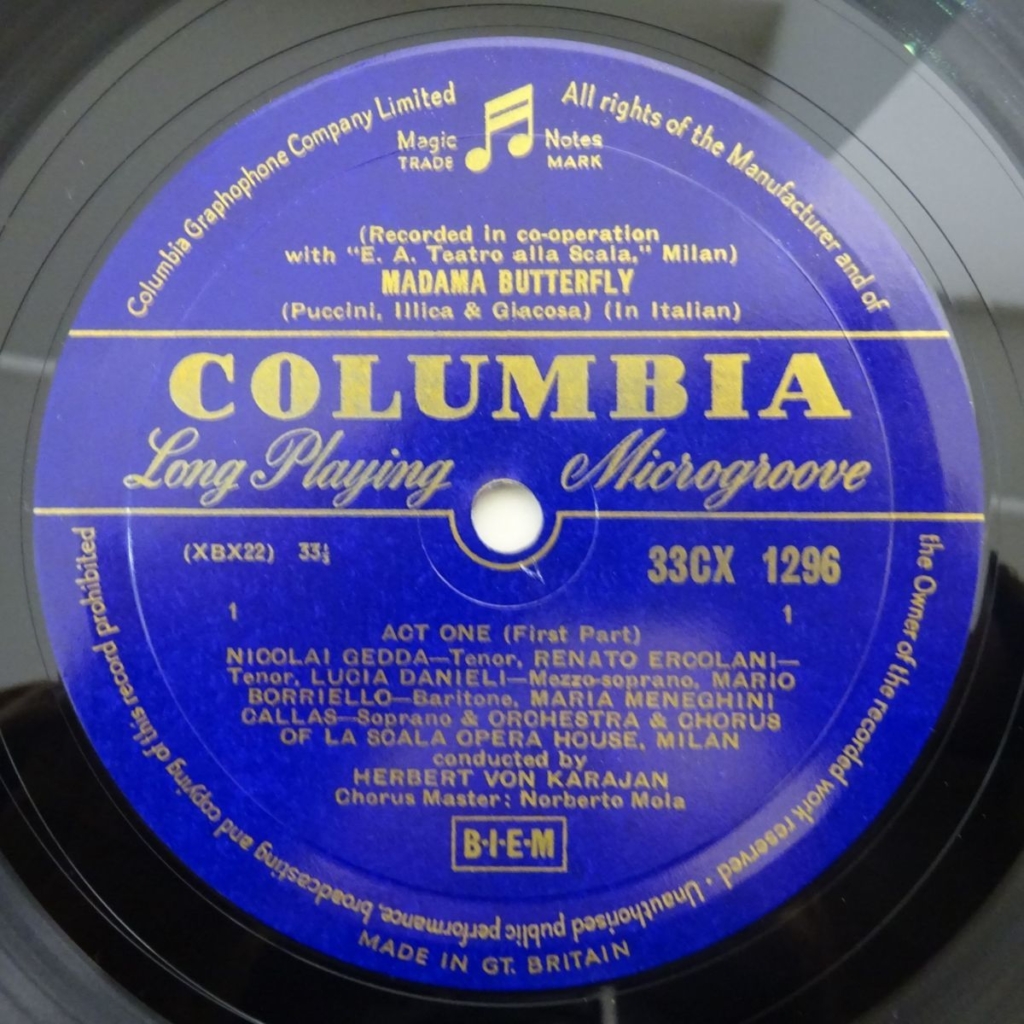 Columbia Graphophone Company Limited
All rights of the Manufacturer and of
the Owner of the recorded work reserved · Unauthorised public performance, broadcasting and copying of this record prohibited
Magic Notes
TRADE MARK
(Recorded in co-operation
with "E. A. Teatro alla Scala," Milan)
MADAMA BUTTERFLY
(Puccini, Illica & Giacosa) (In Italian)
COLUMBIA
Long Playing Microgroove
(XBX22) 33⅓ 33CX 1296
1 1
ACT ONE (First Part)
NICOLAI GEDDA—Tenor, RENATO ERCOLANI—
Tenor, LUCIA DANIELI—Mezzo-soprano, MARIO
BORRIELLO—Baritone, MARIA MENEGHINI
CALLAS—Soprano & ORCHESTRA & CHORUS
OF LA SCALA OPERA HOUSE, MILAN
conducted by
HERBERT VON KARAJAN
Chorus Master: Norberto Mola
B·I·E·M
MADE IN GT. BRITAIN